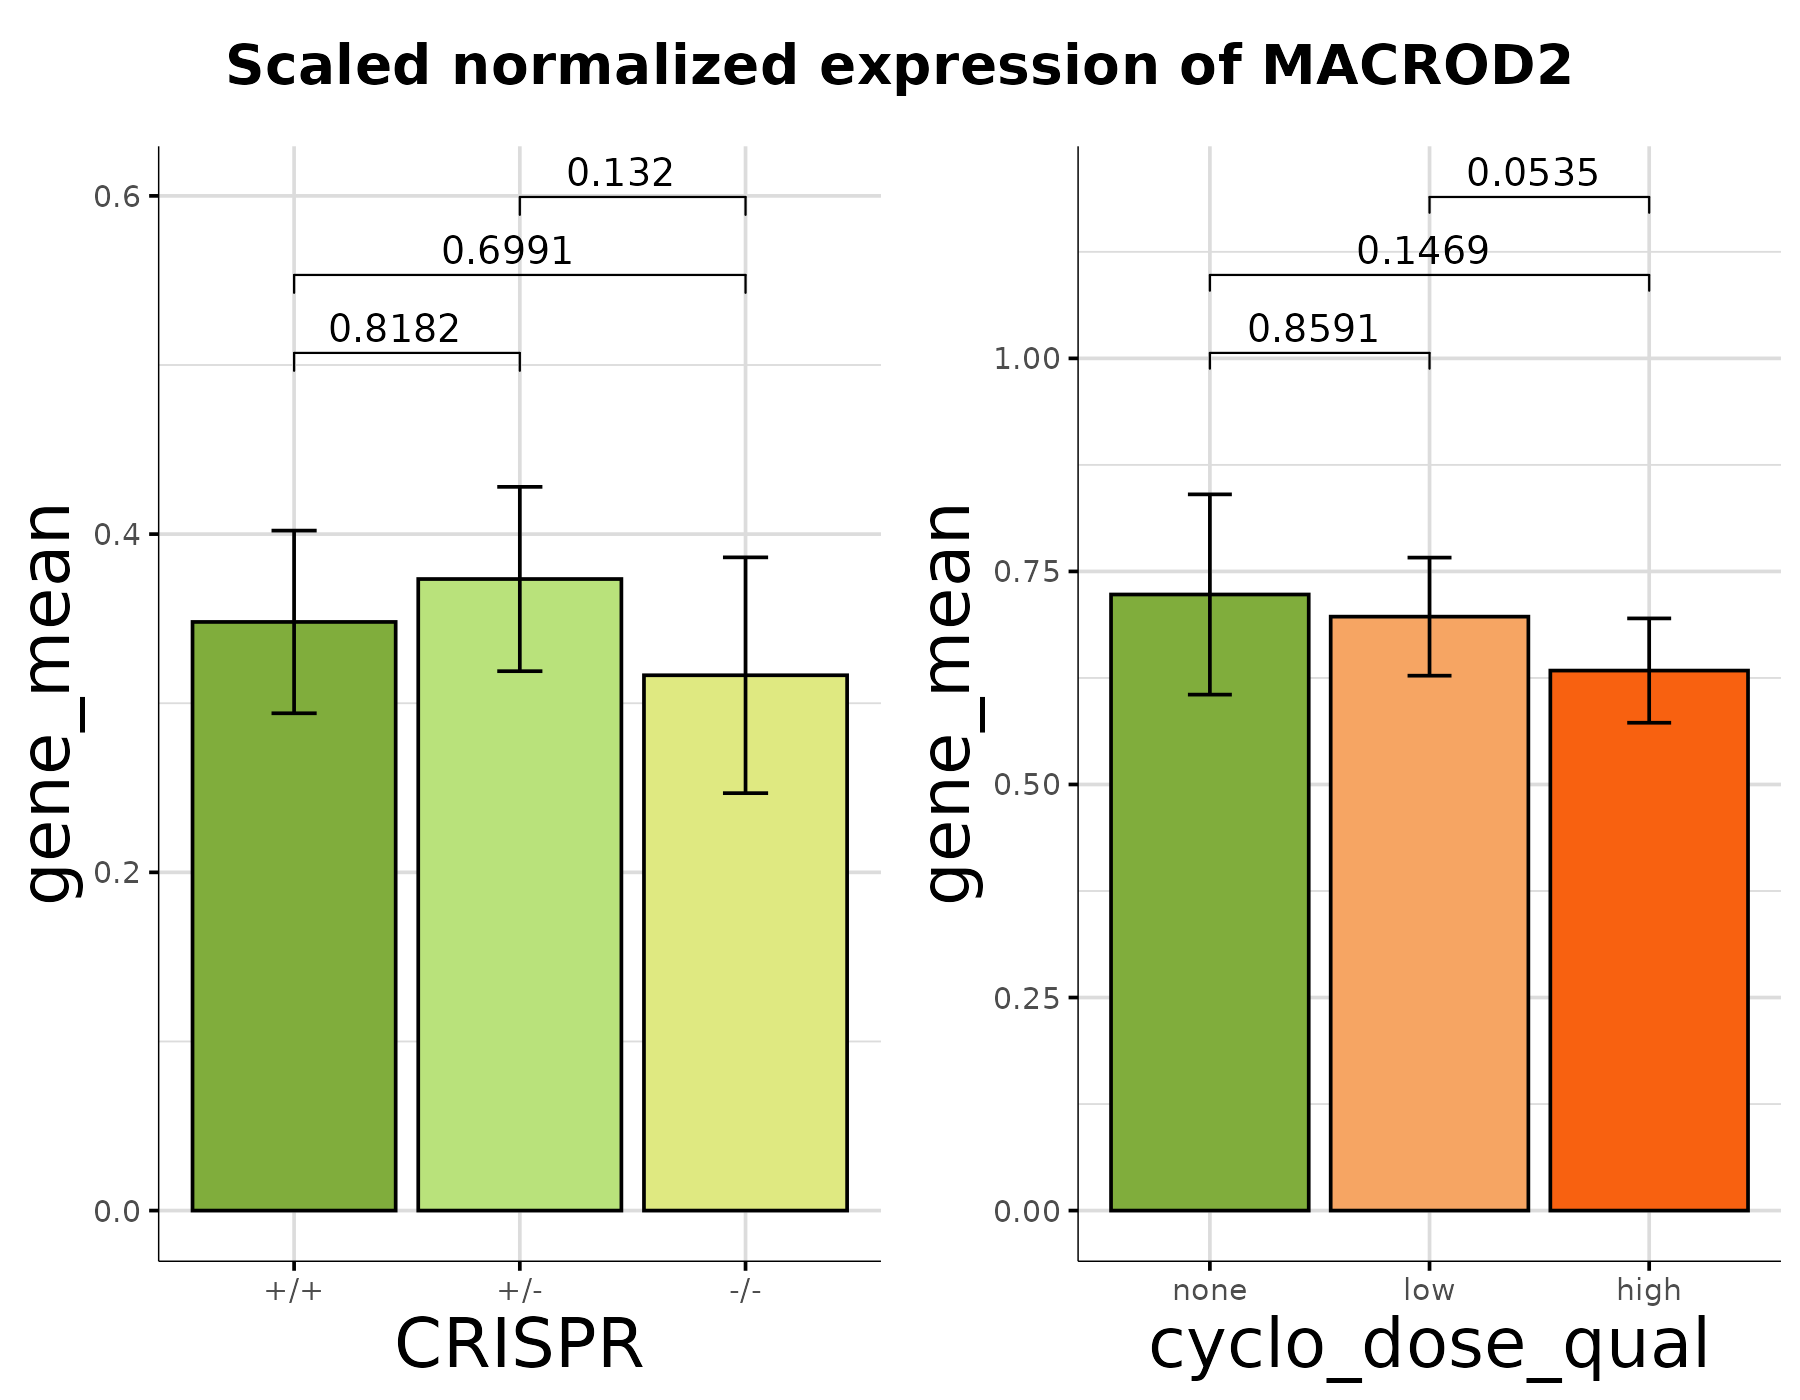 Scaled normalized expression of MACROD2
gene_mean
0.6
0.4
0.2
0.0
0.132
0.6991
0.8182
+/+
+/-
-/-
CRISPR
gene_mean
1.00
0.75
0.50
0.25
0.00
0.0535
0.1469
0.8591
none
low
high
cyclo_dose_qual